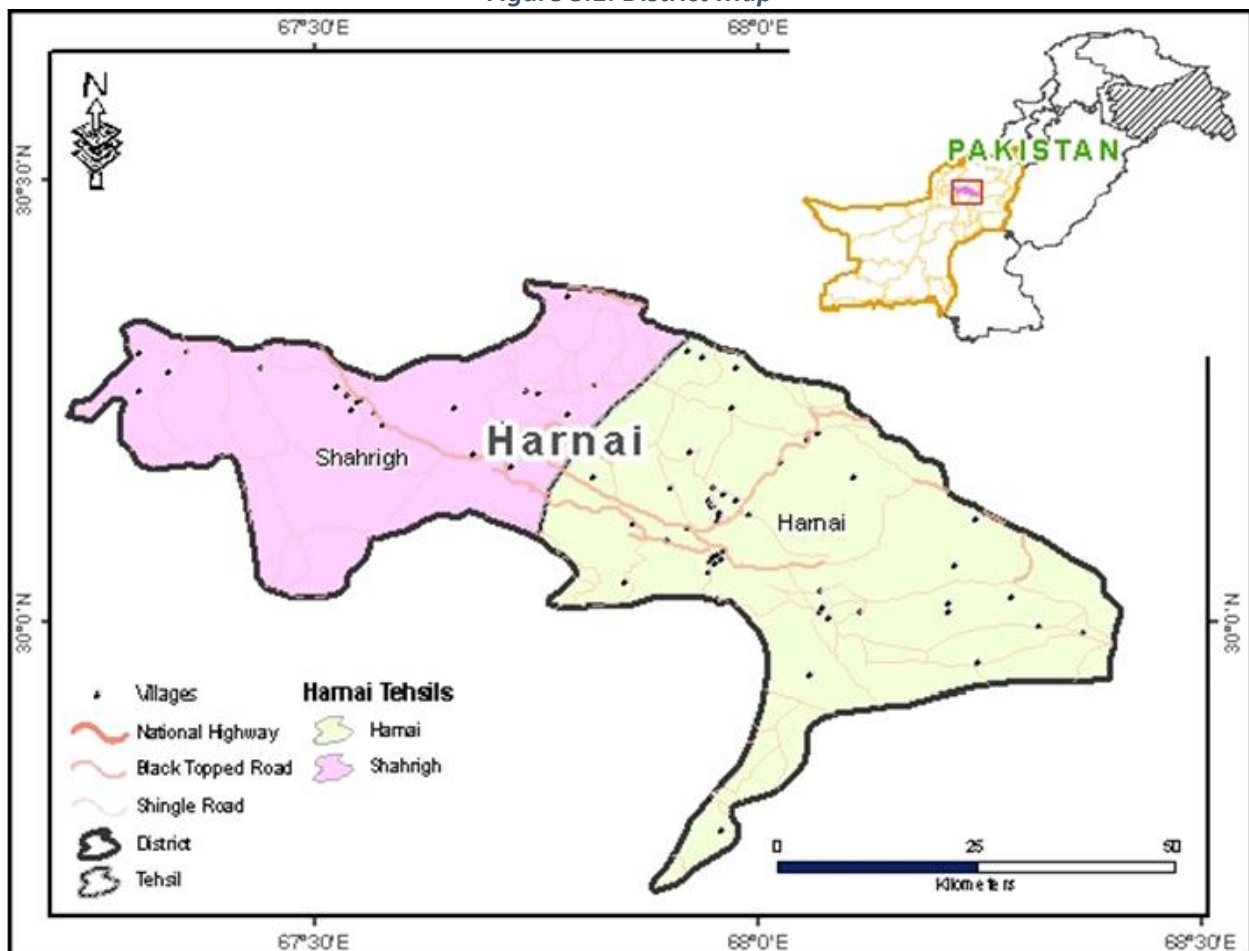 67°30'E 68°0'E
N
30°30'N
PAKISTAN
Shahrigh
Harnai
Harnai
30°0'N
30°0'N
Villages
National Highway
Black Topped Road
Shingle Road
District
Tehsil
Harnai Tehsils
Harnai
Shahrigh
0 25 50
Kilometers
67°30'E 68°0'E 68°30'E